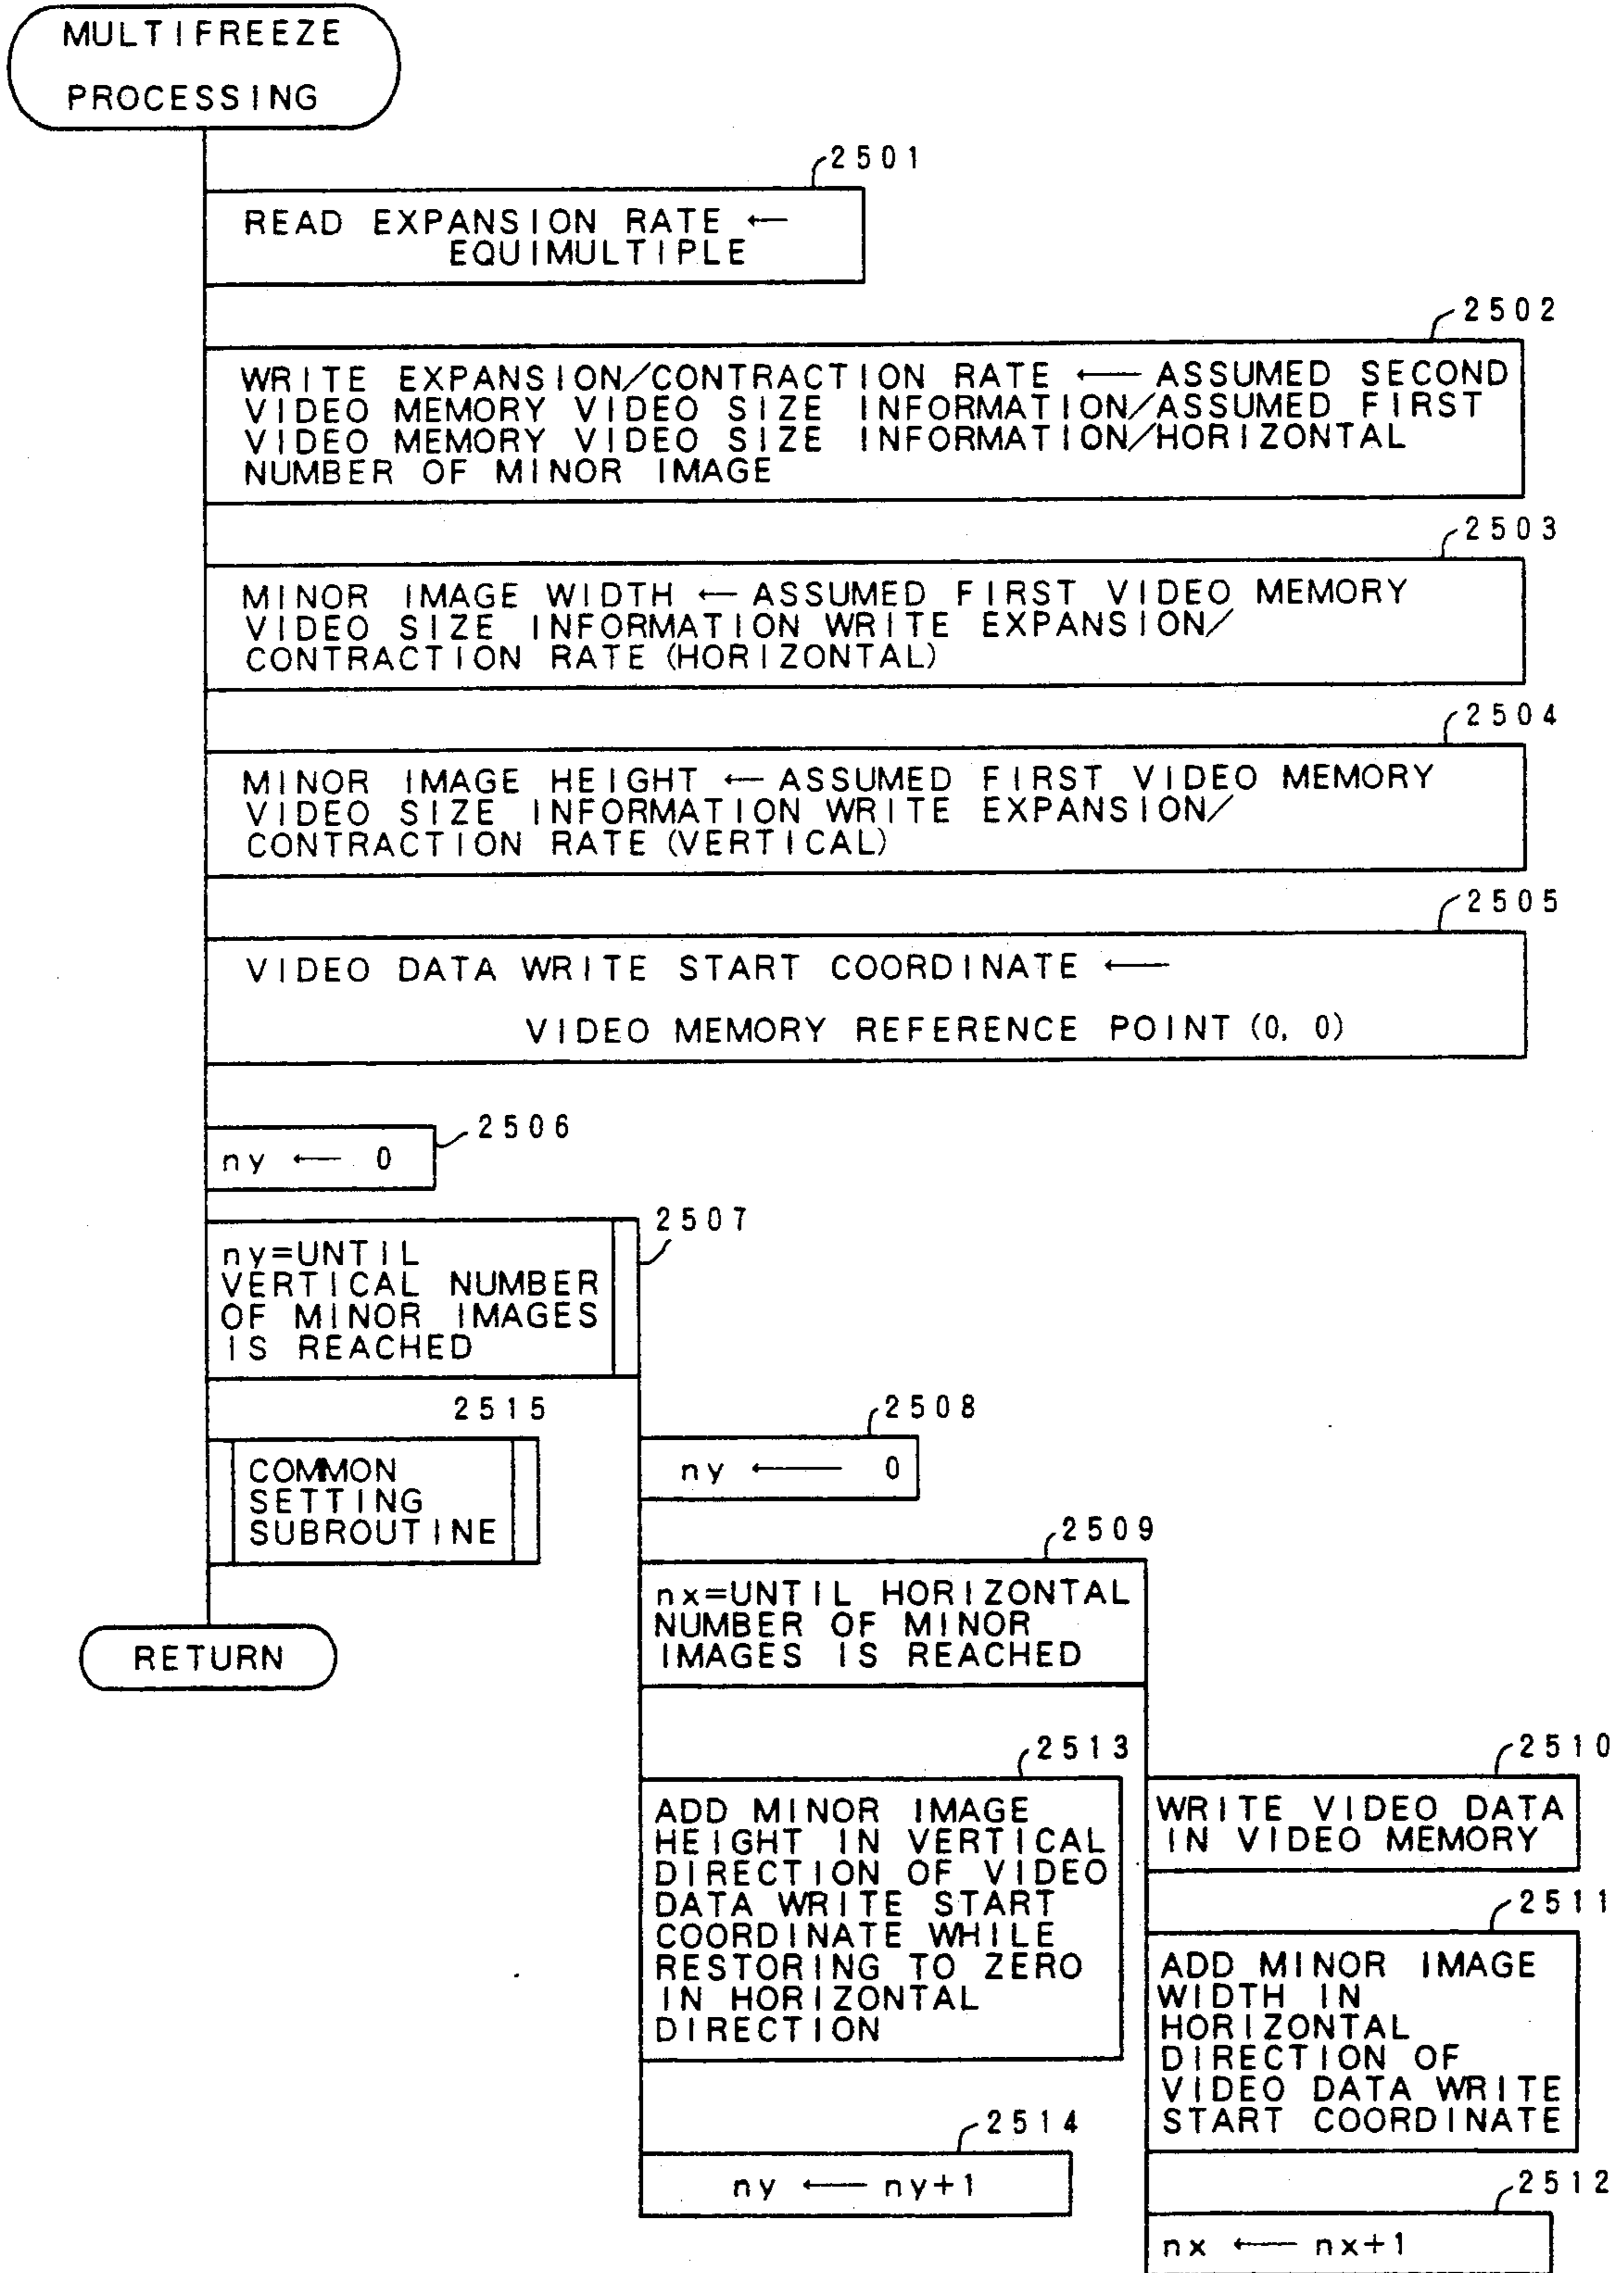 MULTIFREEZE
PROCESSING
2501
READ EXPANSION RATE ←
EQUIMULTIPLE
2502
WRITE EXPANSION/CONTRACTION RATE ← ASSUMED SECOND
VIDEO MEMORY VIDEO SIZE INFORMATION/ASSUMED FIRST
VIDEO MEMORY VIDEO SIZE INFORMATION/HORIZONTAL
NUMBER OF MINOR IMAGE
2503
MINOR IMAGE WIDTH ← ASSUMED FIRST VIDEO MEMORY
VIDEO SIZE INFORMATION WRITE EXPANSION/
CONTRACTION RATE (HORIZONTAL)
2504
MINOR IMAGE HEIGHT ← ASSUMED FIRST VIDEO MEMORY
VIDEO SIZE INFORMATION WRITE EXPANSION/
CONTRACTION RATE (VERTICAL)
2505
VIDEO DATA WRITE START COORDINATE ←
VIDEO MEMORY REFERENCE POINT (0, 0)
2506
ny ← 0
2507
ny=UNTIL
VERTICAL NUMBER
OF MINOR IMAGES
IS REACHED
2515
COMMON
SETTING
SUBROUTINE
RETURN
2508
ny ← 0
2509
nx=UNTIL HORIZONTAL
NUMBER OF MINOR
IMAGES IS REACHED
2513
ADD MINOR IMAGE
HEIGHT IN VERTICAL
DIRECTION OF VIDEO
DATA WRITE START
COORDINATE WHILE
RESTORING TO ZERO
IN HORIZONTAL
DIRECTION
2514
ny ← ny+1
2510
WRITE VIDEO DATA
IN VIDEO MEMORY
2511
ADD MINOR IMAGE
WIDTH IN
HORIZONTAL
DIRECTION OF
VIDEO DATA WRITE
START COORDINATE
2512
nx ← nx+1